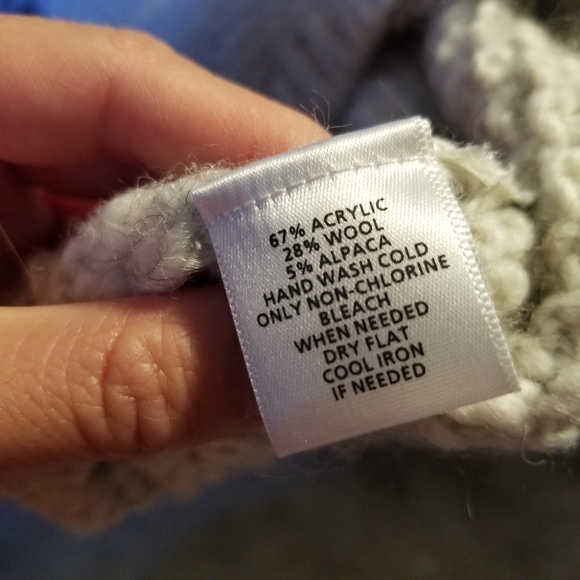 67% ACRYLIC
28% WOOL
5% ALPACA
HAND WASH COLD
ONLY NON-CHLORINE
BLEACH
WHEN NEEDED
DRY FLAT
COOL IRON
IF NEEDED